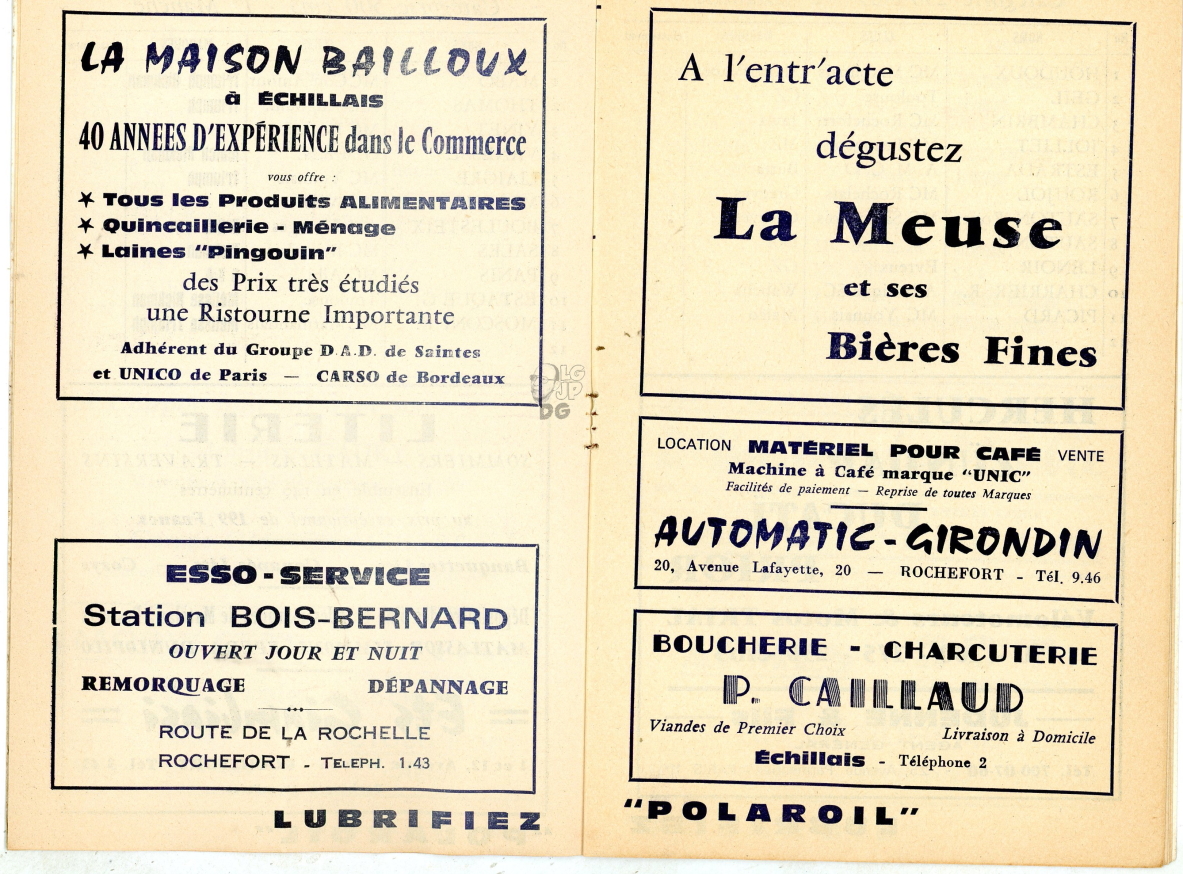 LA MAISON BAILLOUX
à ÉCHILLAIS
40 ANNEES D'EXPÉRIENCE dans le Commerce
vous offre :
★ Tous les Produits ALIMENTAIRES
★ Quincaillerie - Ménage
★ Laines "Pingouin"
des Prix très étudiés
une Ristourne Importante
Adhérent du Groupe D.A.D. de Saintes
et UNICO de Paris — CARSO de Bordeaux
ESSO - SERVICE
Station BOIS-BERNARD
OUVERT JOUR ET NUIT
REMORQUAGE DÉPANNAGE
ROUTE DE LA ROCHELLE
ROCHEFORT - TELEPH. 1.43
LUBRIFIEZ
A l'entr'acte
dégustez
La Meuse
et ses
Bières Fines
LOCATION MATÉRIEL POUR CAFÉ VENTE
Machine à Café marque "UNIC"
Facilités de paiement — Reprise de toutes Marques
AUTOMATIC - GIRONDIN
20, Avenue Lafayette, 20 — ROCHEFORT - Tél. 9.46
BOUCHERIE - CHARCUTERIE
P. CAILLAUD
Viandes de Premier Choix Livraison à Domicile
Échillais - Téléphone 2
"POLAROIL"
LG
JP
DG